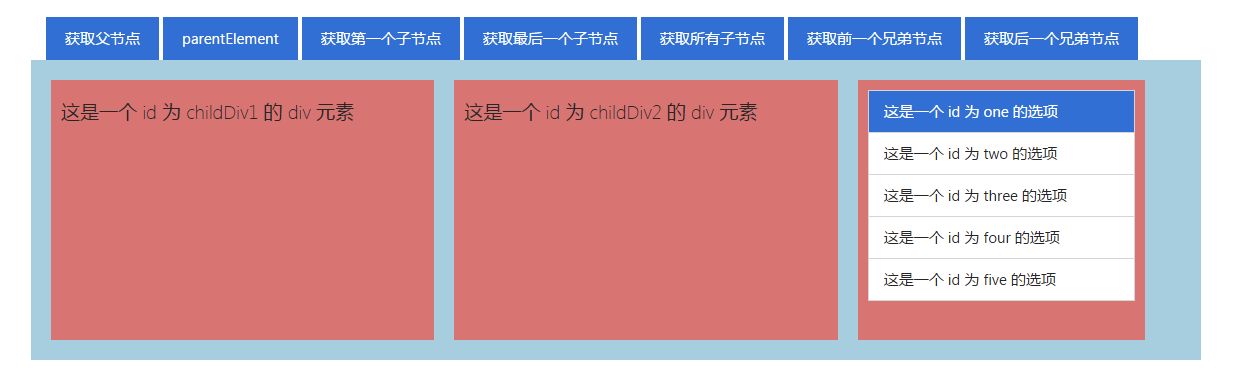 获取父节点 parentElement 获取第一个子节点 获取最后一个子节点 获取所有子节点 获取前一个兄弟节点 获取后一个兄弟节点
这是一个 id 为 childDiv1 的 div 元素
这是一个 id 为 childDiv2 的 div 元素
这是一个 id 为 one 的选项
这是一个 id 为 two 的选项
这是一个 id 为 three 的选项
这是一个 id 为 four 的选项
这是一个 id 为 five 的选项